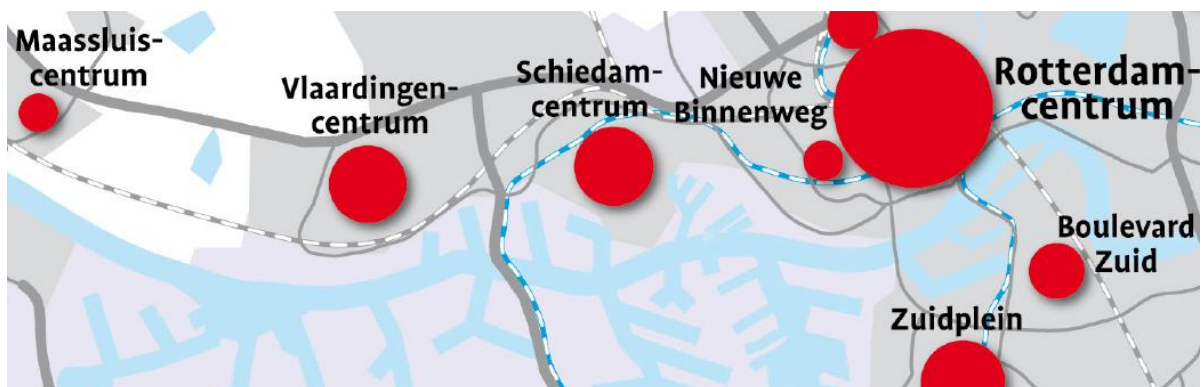 Maassluis-
centrum
Vlaardingen-
centrum
Schiedam-
centrum
Nieuwe
Binnenweg
Rotterdam-
centrum
Boulevard
Zuid
Zuidplein